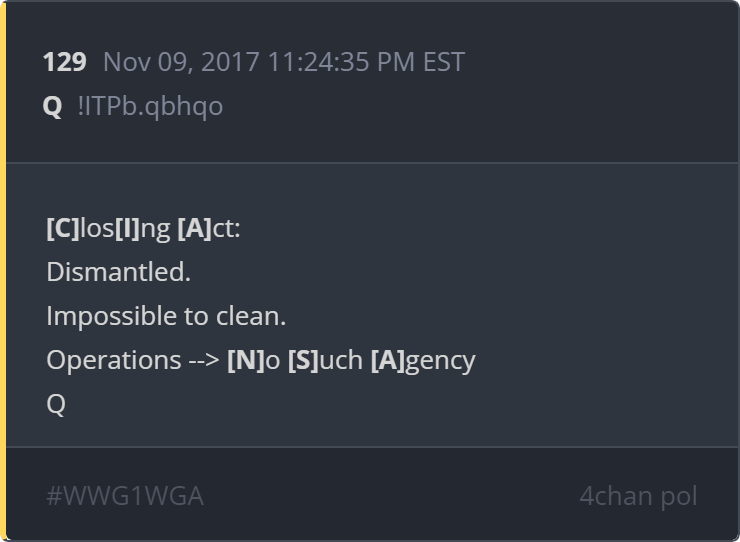 129 Nov 09, 2017 11:24:35 PM EST
Q !ITPb.qbhqo
[C]los[I]ng [A]ct:
Dismantled.
Impossible to clean.
Operations --> [N]o [S]uch [A]gency
Q
#WWG1WGA 4chan pol